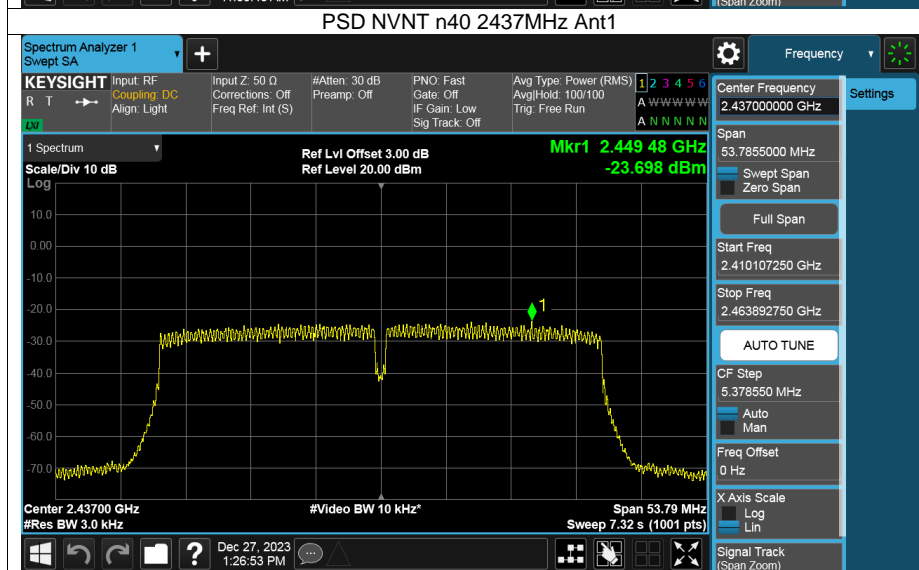 (Span Zoom)
PSD NVNT n40 2437MHz Ant1
Spectrum Analyzer 1
Swept SA
+
Frequency
KEYSIGHT
R T
LXI
Input: RF
Coupling: DC
Align: Light
Input Z: 50 Ω
Corrections: Off
Freq Ref: Int (S)
#Atten: 30 dB
Preamp: Off
PNO: Fast
Gate: Off
IF Gain: Low
Sig Track: Off
Avg Type: Power (RMS)
Avg|Hold: 100/100
Trig: Free Run
1 2 3 4 5 6
A W W W W W
A N N N N N
Center Frequency
2.437000000 GHz
Settings
1 Spectrum
Scale/Div 10 dB
Log
Ref Lvl Offset 3.00 dB
Ref Level 20.00 dBm
Mkr1 2.449 48 GHz
-23.698 dBm
Span
53.7855000 MHz
Swept Span
Zero Span
Full Span
Start Freq
2.410107250 GHz
Stop Freq
2.463892750 GHz
AUTO TUNE
CF Step
5.378550 MHz
Auto
Man
Freq Offset
0 Hz
X Axis Scale
Log
Lin
Signal Track
(Span Zoom)
10.0
0.00
-10.0
-20.0
-30.0
-40.0
-50.0
-60.0
-70.0
1
Center 2.43700 GHz
#Res BW 3.0 kHz
#Video BW 10 kHz*
Span 53.79 MHz
Sweep 7.32 s (1001 pts)
?
Dec 27, 2023
1:26:53 PM